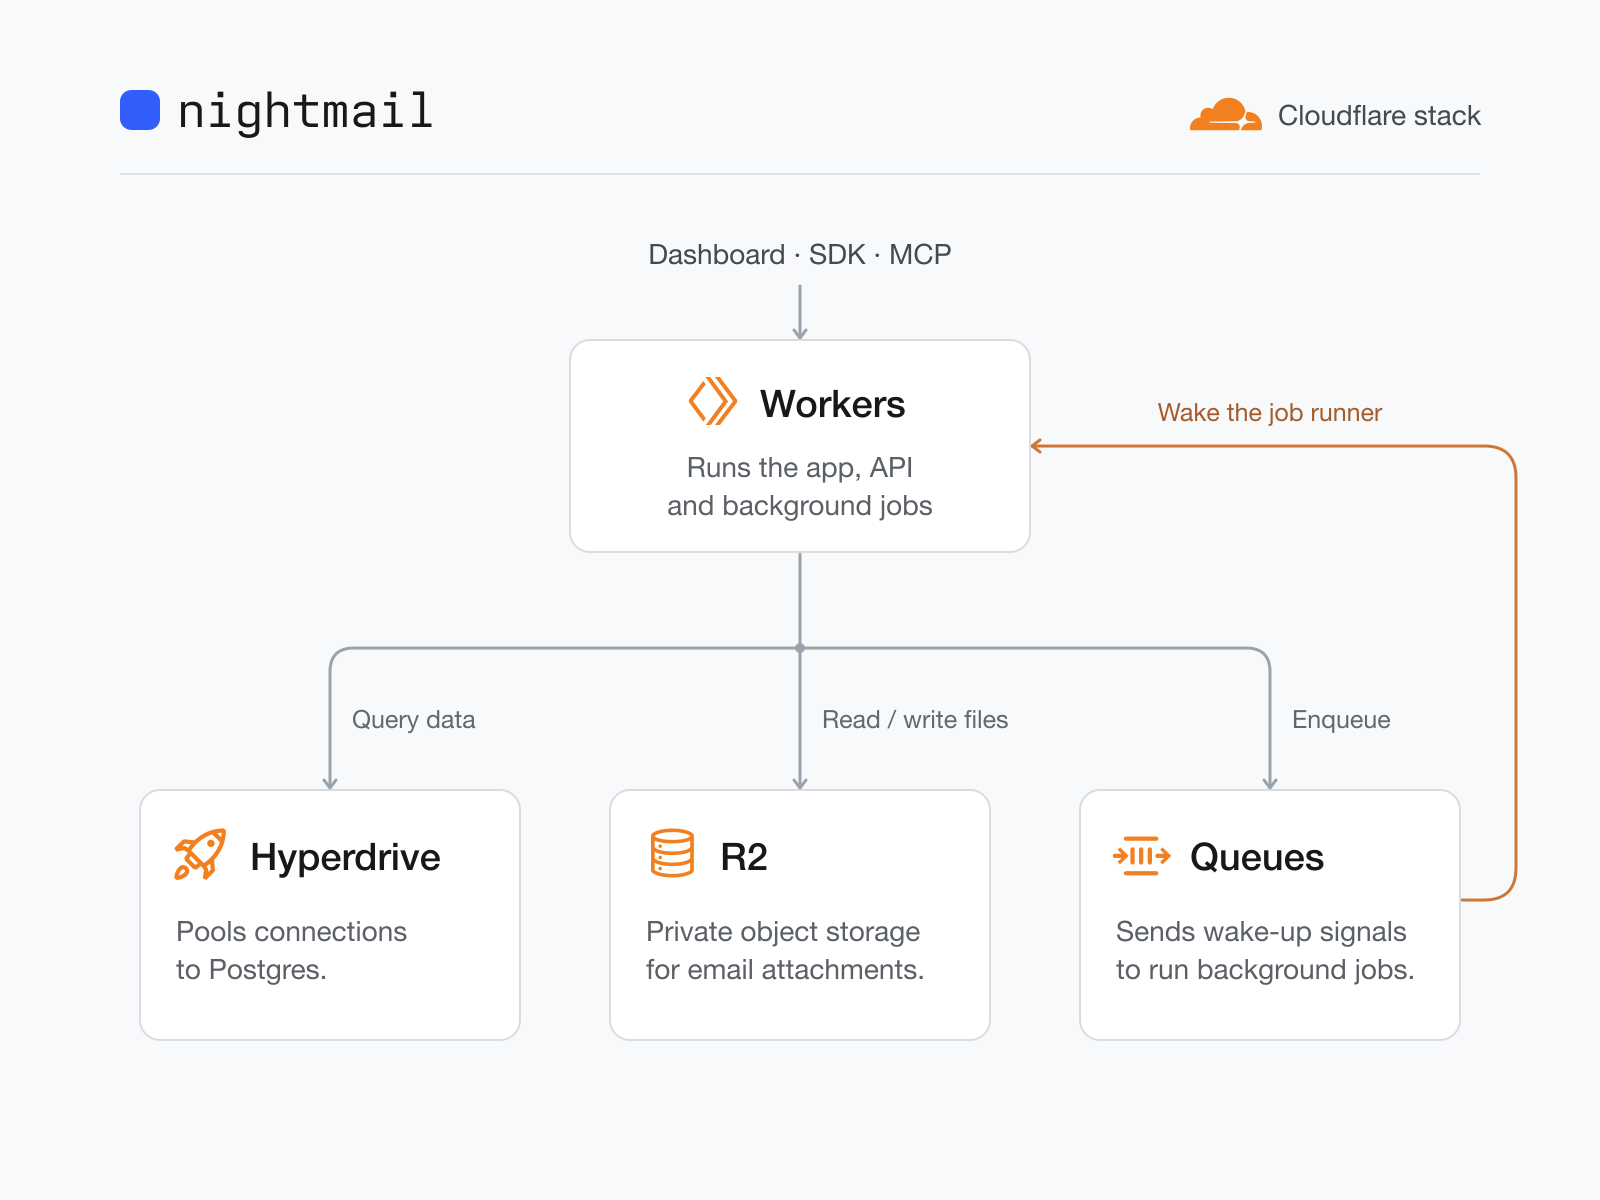 nightmail
Cloudflare stack
Dashboard · SDK · MCP
Workers
Runs the app, API
and background jobs
Wake the job runner
Query data
Read / write files
Enqueue
Hyperdrive
Pools connections
to Postgres.
R2
Private object storage
for email attachments.
Queues
Sends wake-up signals
to run background jobs.